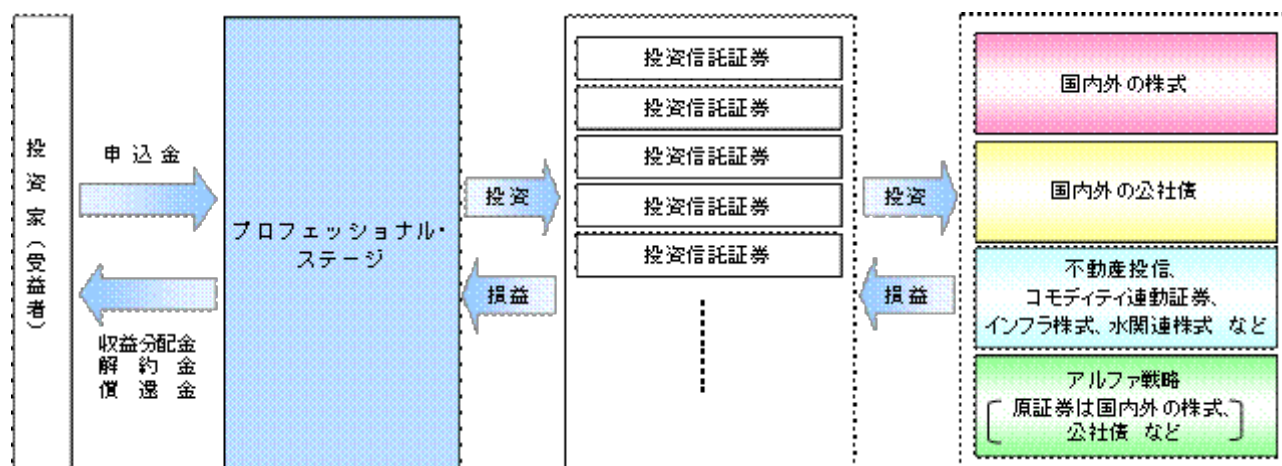 投資家（受益者）
申込金
収益分配金
解約金
償還金
プロフェッショナル・
ステージ
投資
損益
投資信託証券
投資信託証券
投資信託証券
投資信託証券
投資信託証券
投資
損益
国内外の株式
国内外の公社債
不動産投信、
コモディティ連動証券、
インフラ株式、水関連株式 など
アルファ戦略
原証券は国内外の株式、
公社債 など